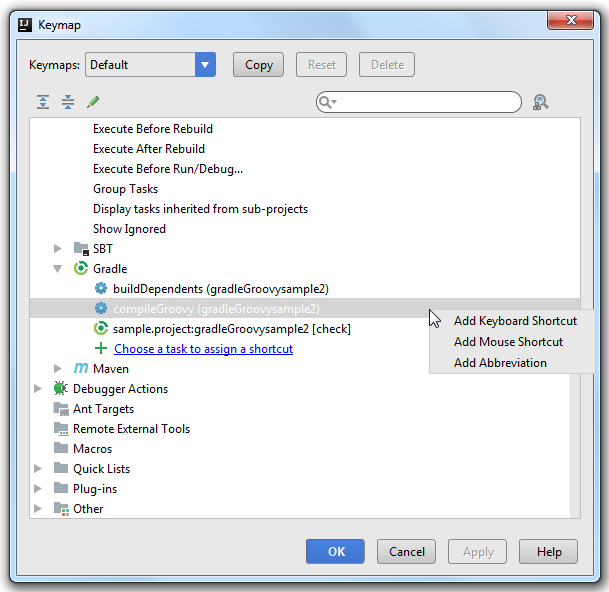 IJ Keymap
Keymaps: Default Copy Reset Delete
Execute Before Rebuild
Execute After Rebuild
Execute Before Run/Debug...
Group Tasks
Display tasks inherited from sub-projects
Show Ignored
SBT
Gradle
buildDependents (gradleGroovysample2)
compileGroovy (gradleGroovysample2)
Add Keyboard Shortcut
sample.project:gradleGroovysample2 [check]
Add Mouse Shortcut
Choose a task to assign a shortcut
Add Abbreviation
m Maven
Debugger Actions
Ant Targets
Remote External Tools
Macros
Quick Lists
Plug-ins
Other
OK Cancel Apply Help